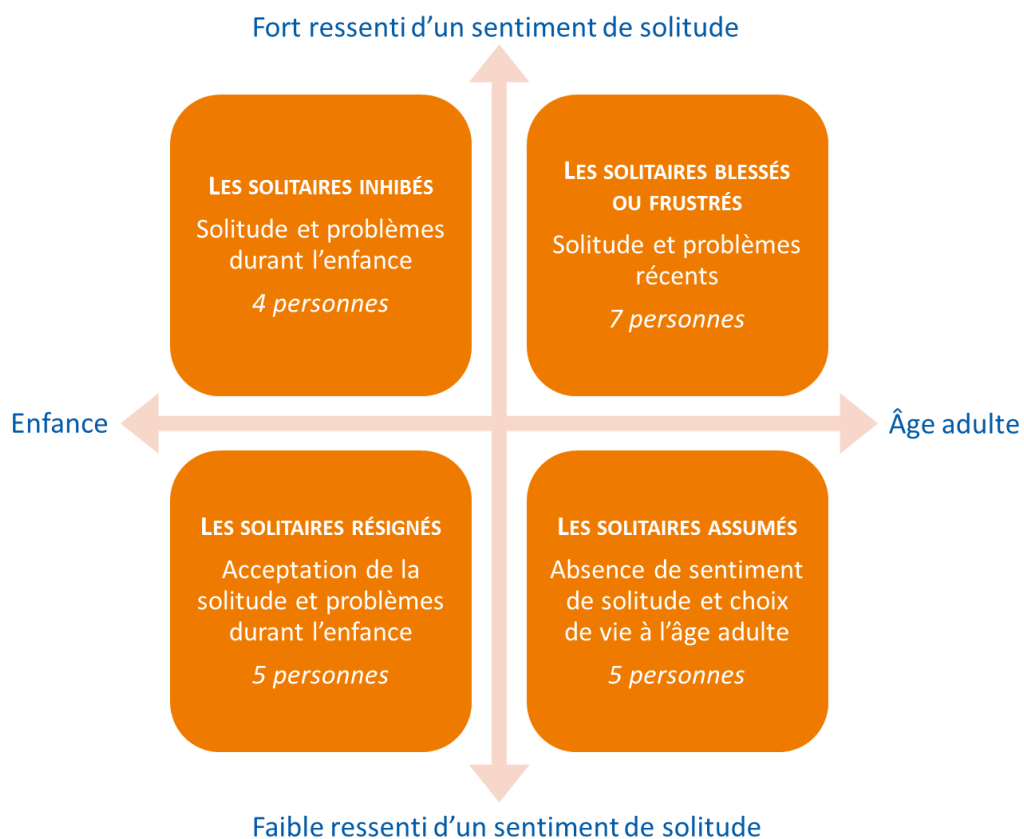 Fort ressenti d’un sentiment de solitude
LES SOLITAIRES INHIBÉS
Solitude et problèmes
durant l’enfance
4 personnes
LES SOLITAIRES BLESSÉS
OU FRUSTRÉS
Solitude et problèmes
récents
7 personnes
Enfance
Âge adulte
LES SOLITAIRES RÉSIGNÉS
Acceptation de la
solitude et problèmes
durant l’enfance
5 personnes
LES SOLITAIRES ASSUMÉS
Absence de sentiment
de solitude et choix
de vie à l’âge adulte
5 personnes
Faible ressenti d’un sentiment de solitude